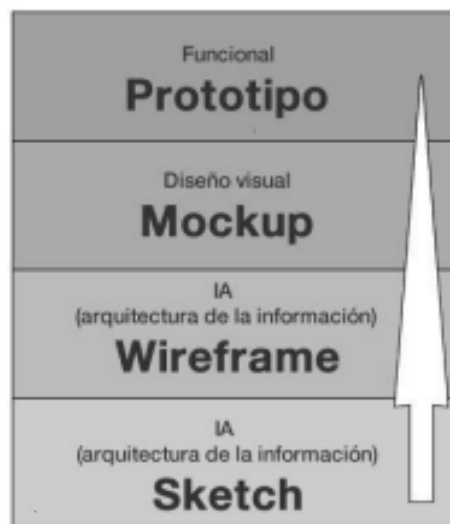 Funcional
Prototipo
Diseño visual
Mockup
IA
(arquitectura de la información)
Wireframe
IA
(arquitectura de la información)
Sketch